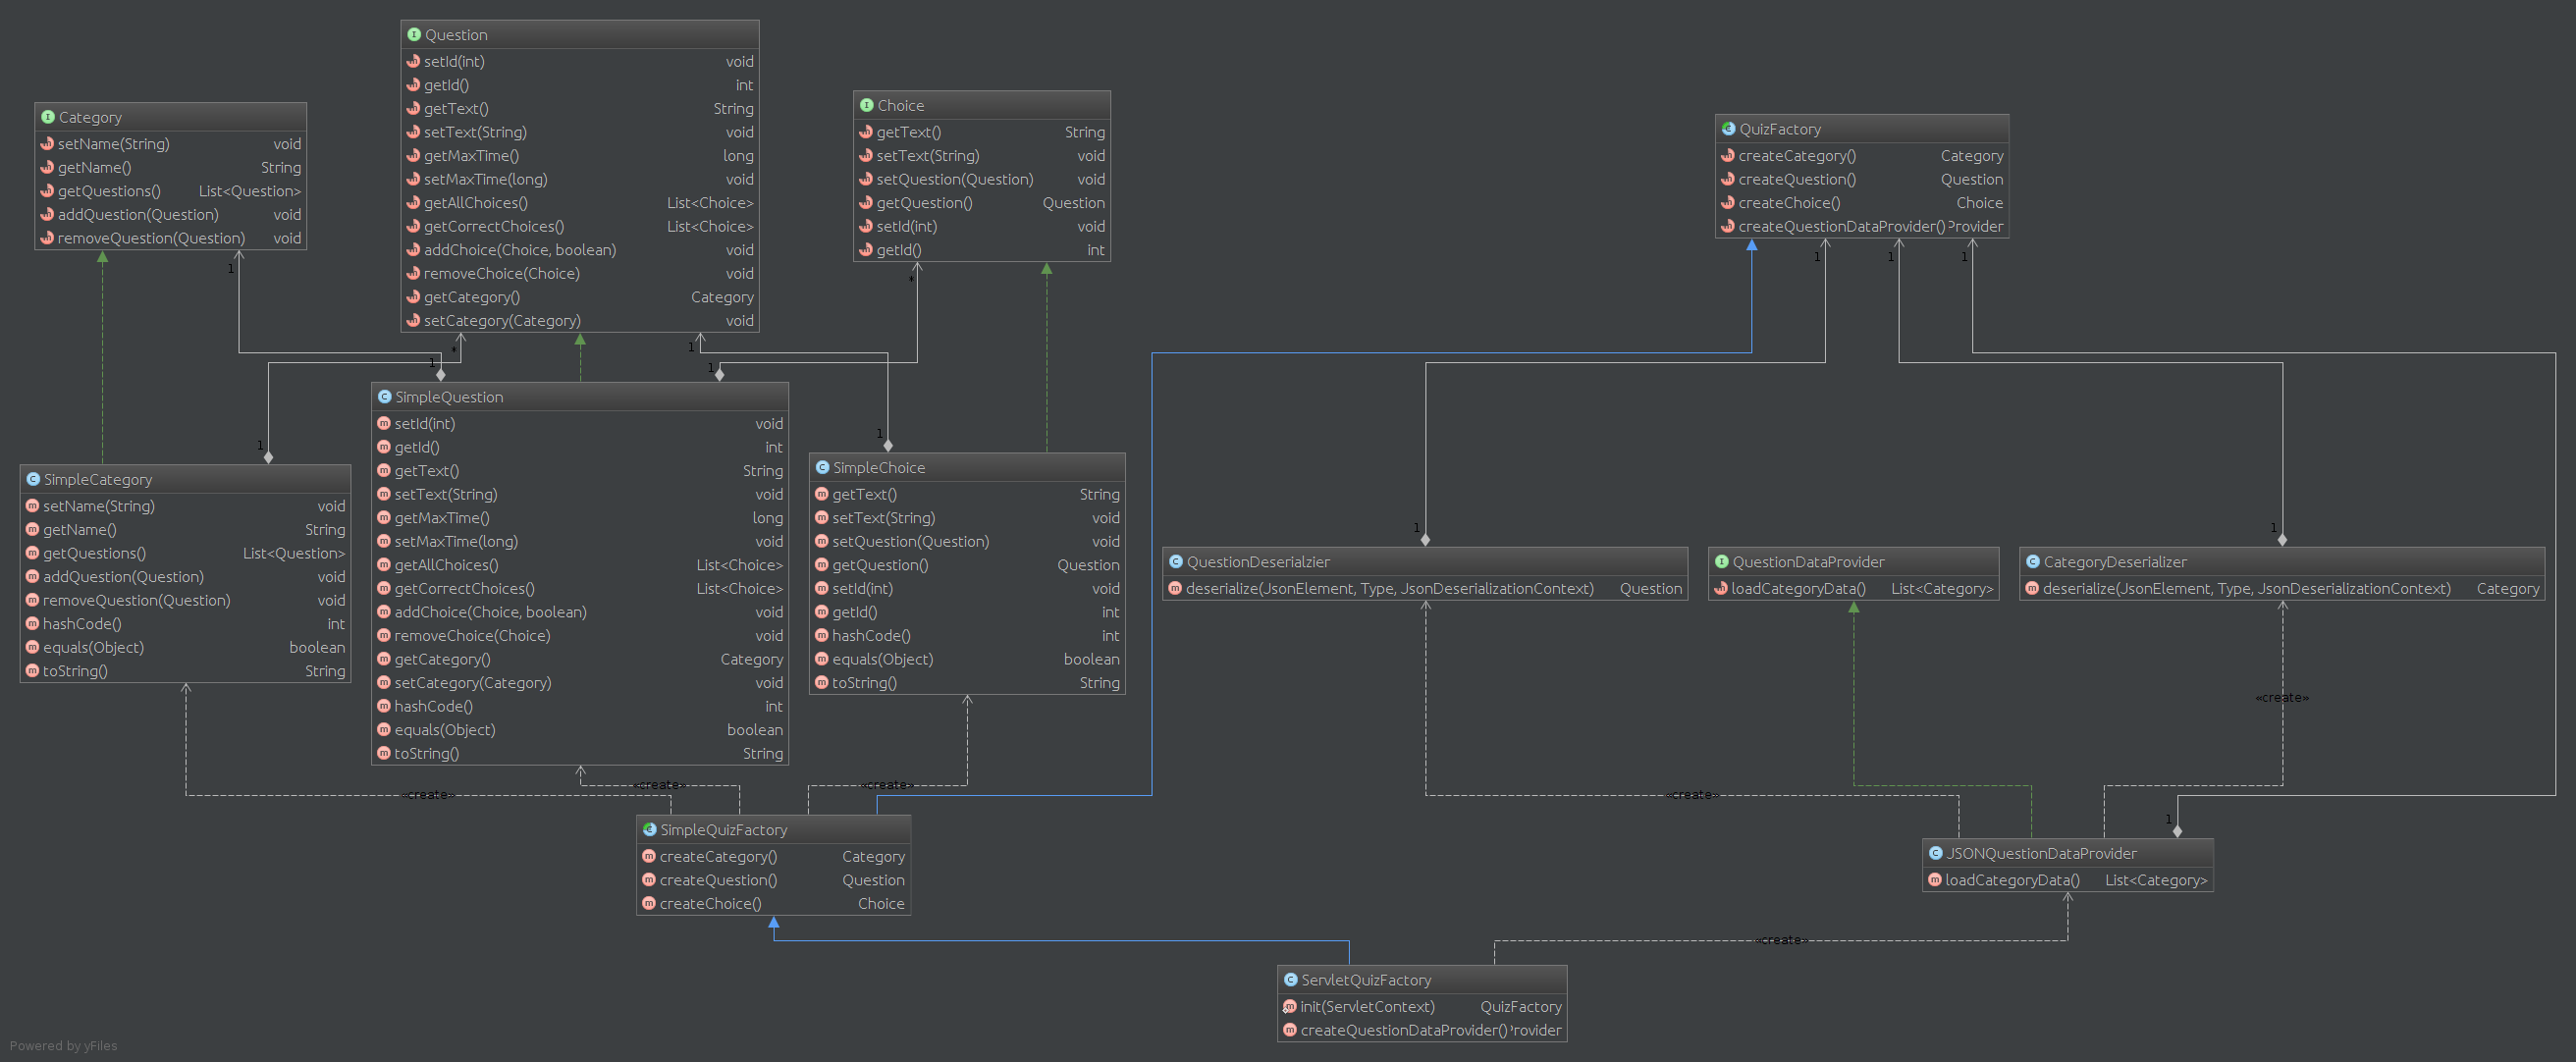 Question
setId(int) void
getId() int
getText() String
setText(String) void
getMaxTime() long
setMaxTime(long) void
getAllChoices() List<Choice>
getCorrectChoices() List<Choice>
addChoice(Choice, boolean) void
removeChoice(Choice) void
getCategory() Category
setCategory(Category) void
Category
setName(String) void
getName() String
getQuestions() List<Question>
addQuestion(Question) void
removeQuestion(Question) void
Choice
getText() String
setText(String) void
setQuestion(Question) void
getQuestion() Question
setId(int) void
getId() int
QuizFactory
createCategory() Category
createQuestion() Question
createChoice() Choice
createQuestionDataProvider() Provider
1
1
*
1
*
1
1
1
1
1
1
1
1
1
SimpleCategory
setName(String) void
getName() String
getQuestions() List<Question>
addQuestion(Question) void
removeQuestion(Question) void
hashCode() int
equals(Object) boolean
toString() String
SimpleQuestion
setId(int) void
getId() int
getText() String
setText(String) void
getMaxTime() long
setMaxTime(long) void
getAllChoices() List<Choice>
getCorrectChoices() List<Choice>
addChoice(Choice, boolean) void
removeChoice(Choice) void
getCategory() Category
setCategory(Category) void
hashCode() int
equals(Object) boolean
toString() String
SimpleChoice
getText() String
setText(String) void
setQuestion(Question) void
getQuestion() Question
setId(int) void
getId() int
hashCode() int
equals(Object) boolean
toString() String
QuestionDeserialzier
deserialize(JsonElement, Type, JsonDeserializationContext) Question
QuestionDataProvider
loadCategoryData() List<Category>
CategoryDeserializer
deserialize(JsonElement, Type, JsonDeserializationContext) Category
«create»
«create»
«create»
«create»
«create»
SimpleQuizFactory
createCategory() Category
createQuestion() Question
createChoice() Choice
1
JSONQuestionDataProvider
loadCategoryData() List<Category>
«create»
ServletQuizFactory
init(ServletContext) QuizFactory
createQuestionDataProvider() rovider
Powered by yFiles